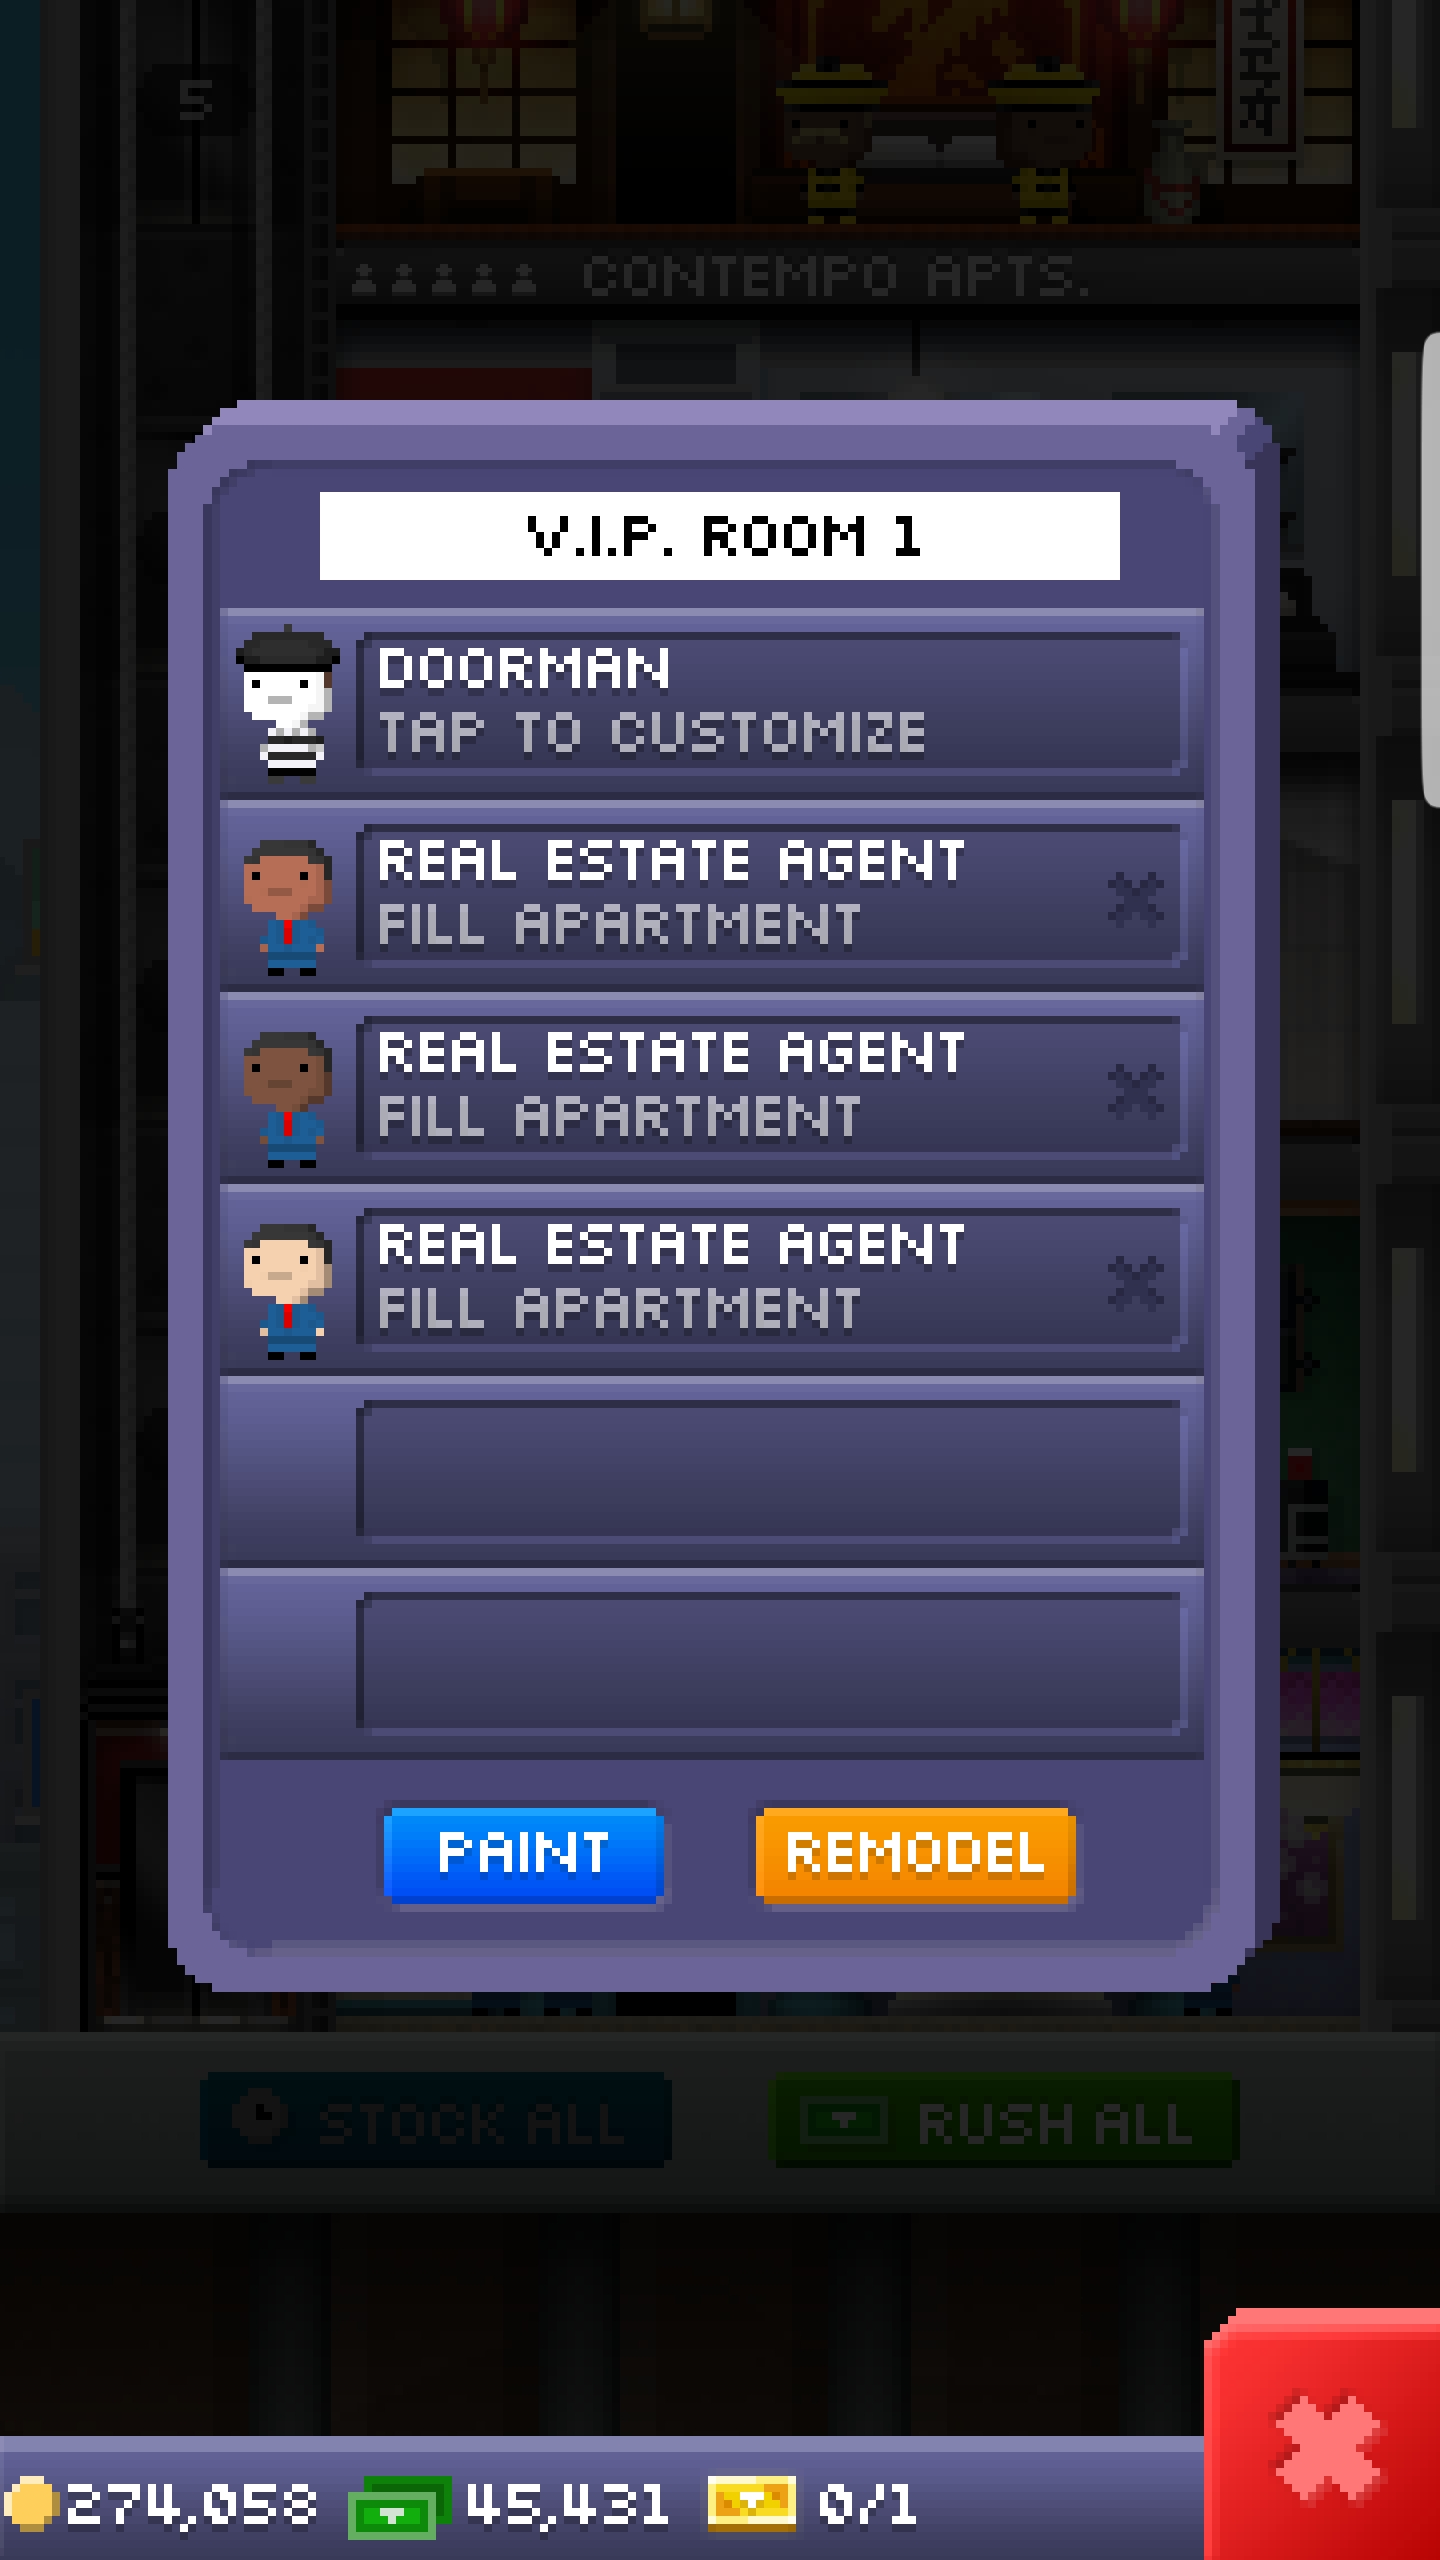 5
CONTEMPO APTS.
V.I.P. ROOM 1
DOORMAN
TAP TO CUSTOMIZE
REAL ESTATE AGENT
FILL APARTMENT
REAL ESTATE AGENT
FILL APARTMENT
REAL ESTATE AGENT
FILL APARTMENT
PAINT REMODEL
STOCK ALL RUSH ALL
274,058 45,431 0/1